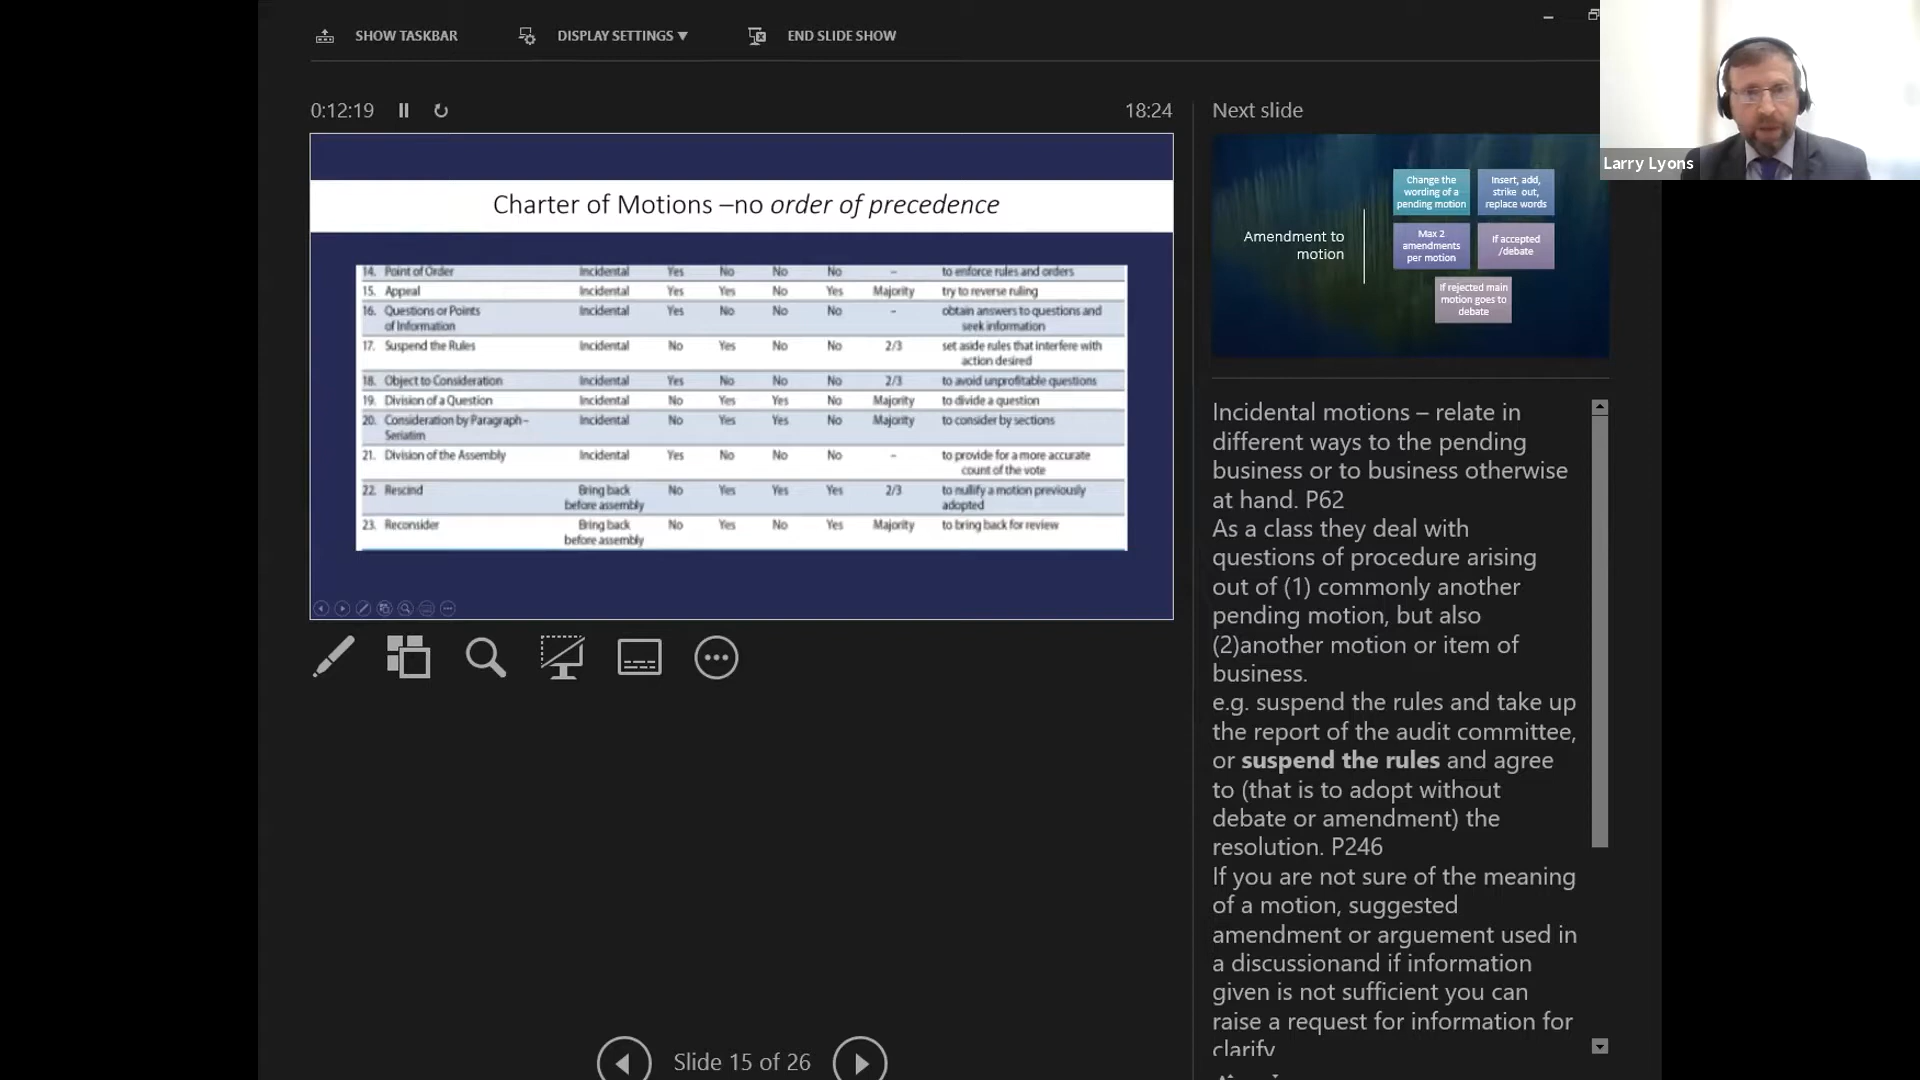 SHOW TASKBAR
DISPLAY SETTINGS ▼
END SLIDE SHOW
0:12:19
18:24
Next slide
Larry Lyons
Charter of Motions –no order of precedence
14. Point of Order Incidental Yes No No No – to enforce rules and orders
15. Appeal Incidental Yes Yes No Yes Majority try to reverse ruling
16. Questions or Points Incidental Yes No No No – obtain answers to questions and
of Information seek information
17. Suspend the Rules Incidental No Yes No No 2/3 set aside rules that interfere with
action desired
18. Object to Consideration Incidental Yes No No No 2/3 to avoid unprofitable questions
19. Division of a Question Incidental No Yes Yes No Majority to divide a question
20. Consideration by Paragraph – Incidental No Yes Yes No Majority to consider by sections
Seriatim
21. Division of the Assembly Incidental Yes No No No – to provide for a more accurate
count of the vote
22. Rescind Bring back No Yes Yes Yes 2/3 to nullify a motion previously
before assembly adopted
23. Reconsider Bring back No Yes No Yes Majority to bring back for review
before assembly
Amendment to
motion
Change the
wording of a
pending motion
Insert, add,
strike out,
replace words
Max 2
amendments
per motion
If accepted
/debate
If rejected main
motion goes to
debate
Incidental motions – relate in
different ways to the pending
business or to business otherwise
at hand. P62
As a class they deal with
questions of procedure arising
out of (1) commonly another
pending motion, but also
(2)another motion or item of
business.
e.g. suspend the rules and take up
the report of the audit committee,
or suspend the rules and agree
to (that is to adopt without
debate or amendment) the
resolution. P246
If you are not sure of the meaning
of a motion, suggested
amendment or arguement used in
a discussionand if information
given is not sufficient you can
raise a request for information for
clarify
Slide 15 of 26